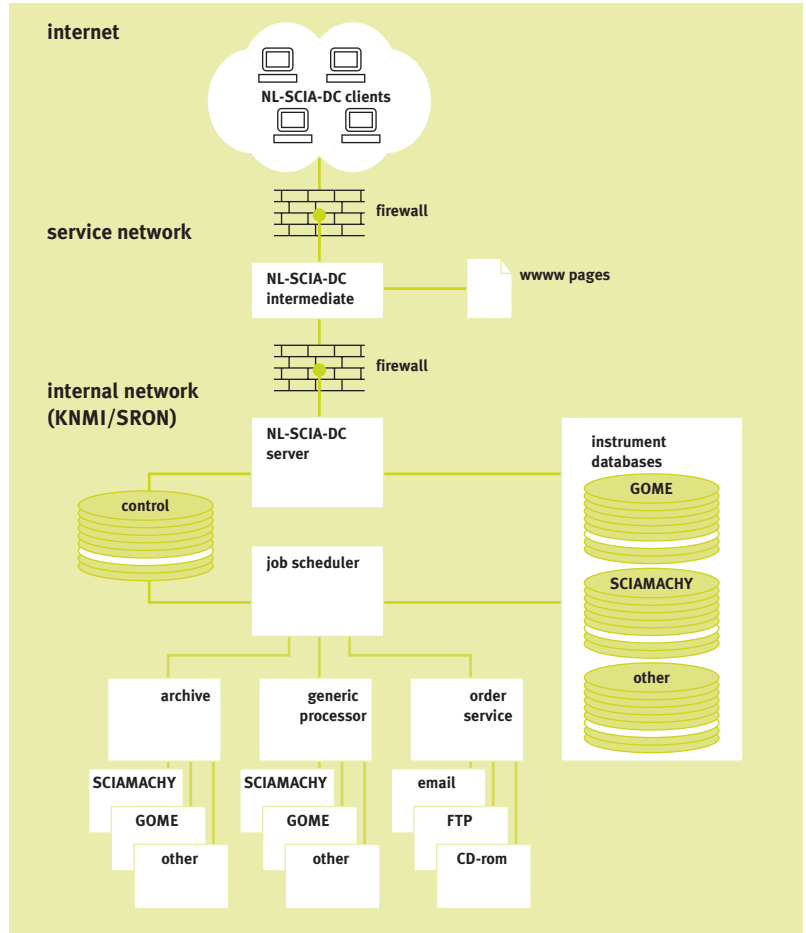 internet
NL-SCIA-DC clients
firewall
service network
NL-SCIA-DC
intermediate
wwww pages
firewall
internal network
(KNMI/SRON)
NL-SCIA-DC
server
instrument
databases
GOME
control
job scheduler
SCIAMACHY
other
archive
generic
processor
order
service
SCIAMACHY
GOME
other
SCIAMACHY
GOME
other
email
FTP
CD-rom